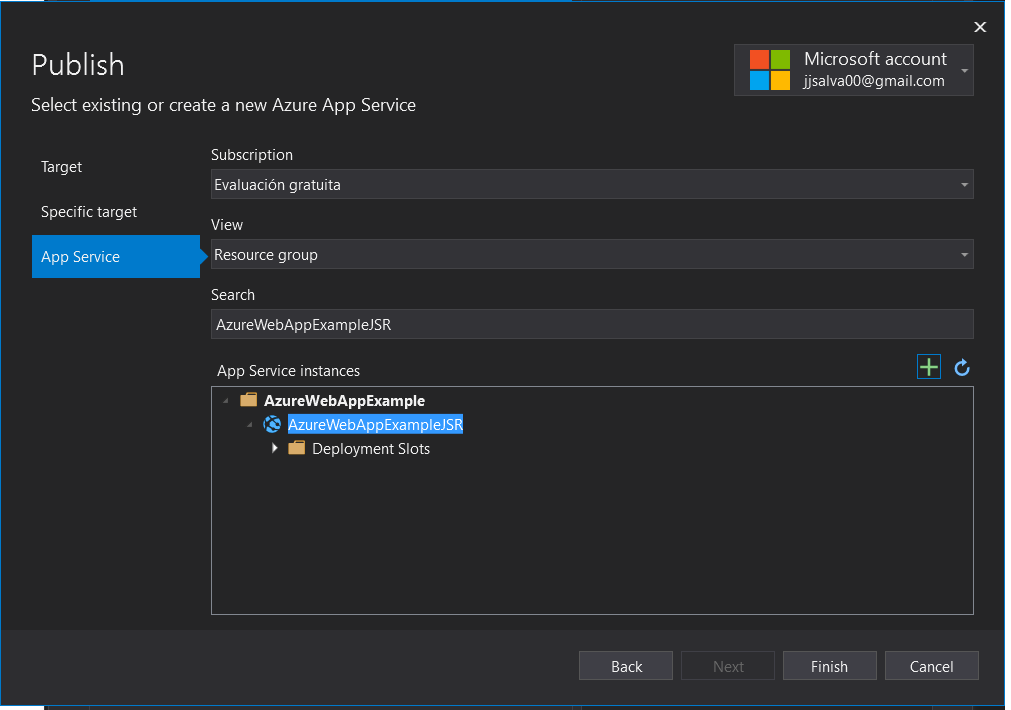 Publish
Select existing or create a new Azure App Service
Microsoft account
jjsalva00@gmail.com
Target
Specific target
App Service
Subscription
Evaluación gratuita
View
Resource group
Search
AzureWebAppExampleJSR
App Service instances
AzureWebAppExample
AzureWebAppExampleJSR
Deployment Slots
Back
Next
Finish
Cancel